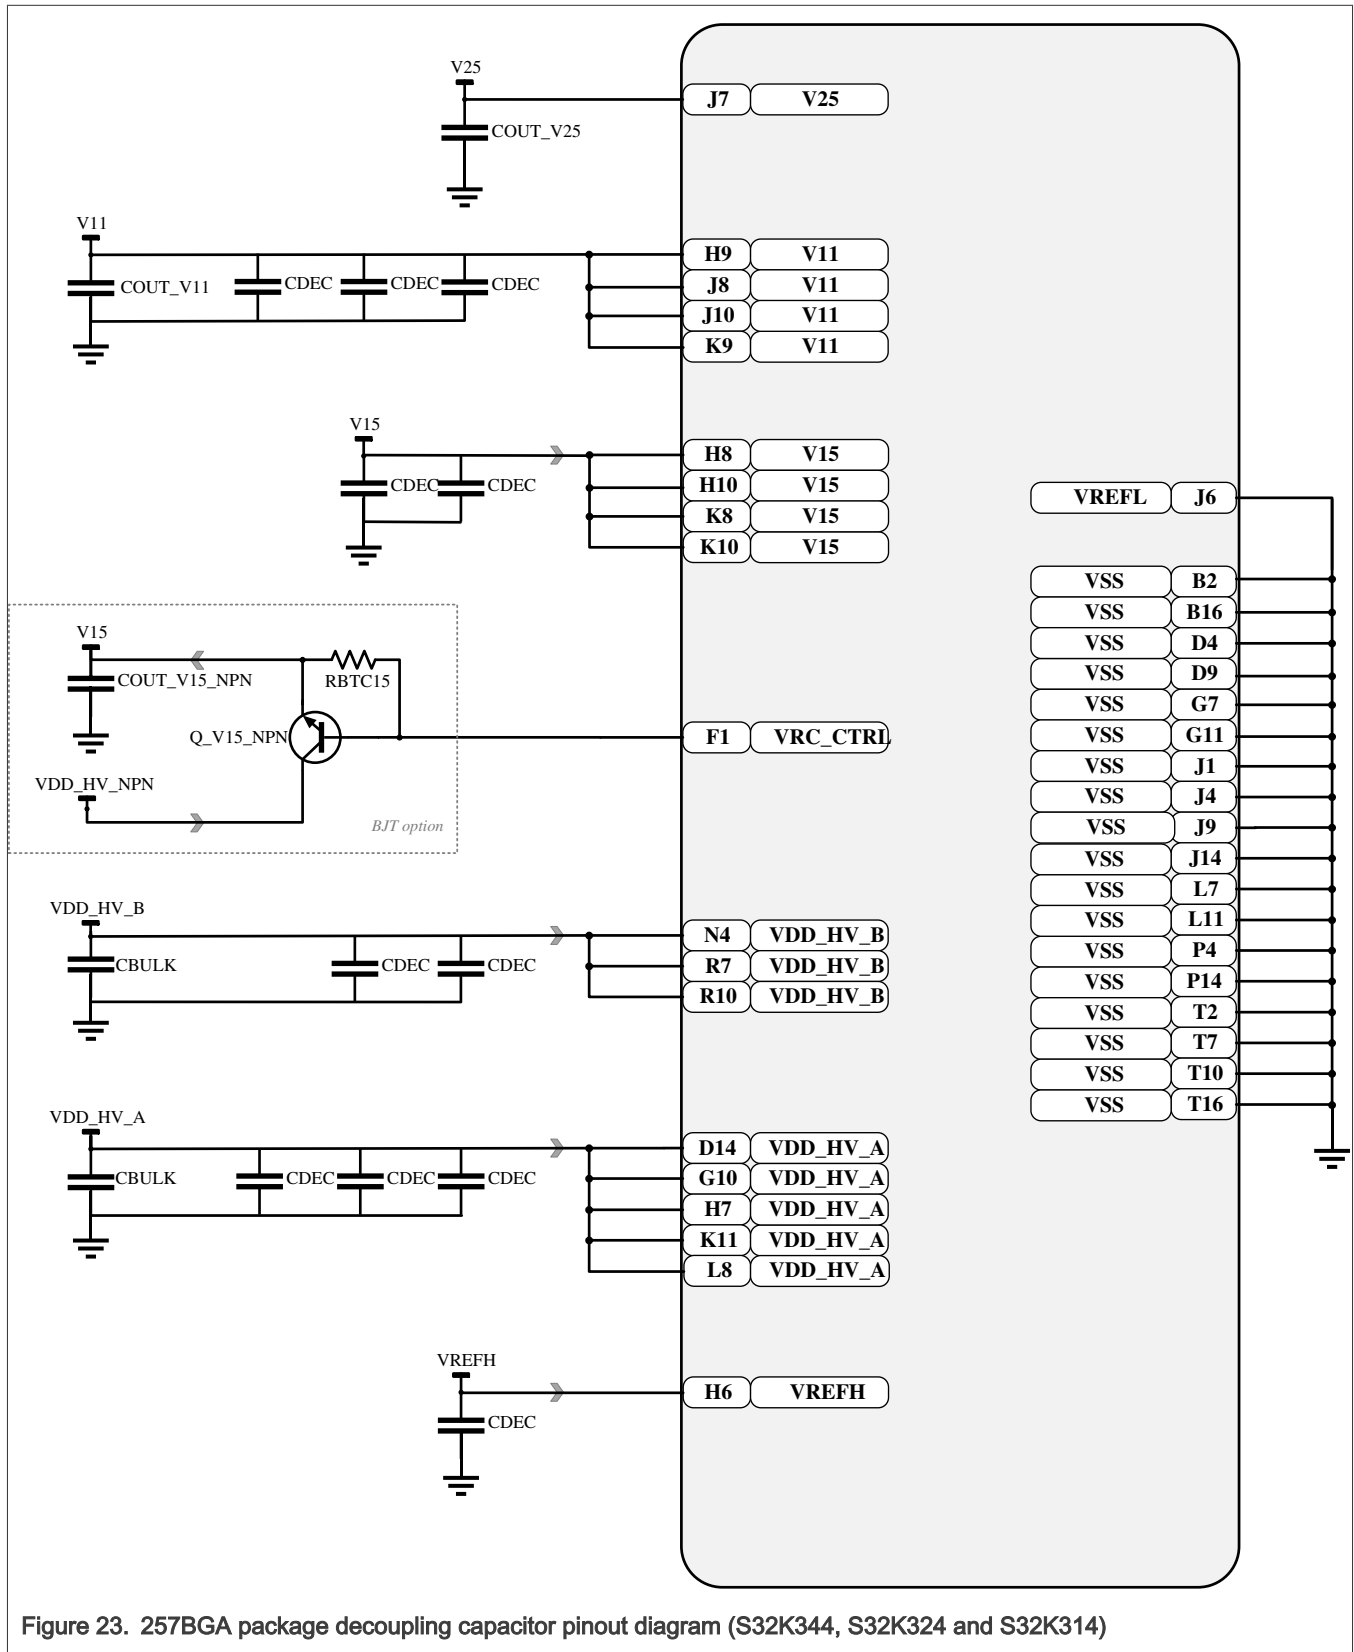 V25
J7 V25
COUT_V25
V11
H9 V11
COUT_V11 CDEC CDEC CDEC
J8 V11
J10 V11
K9 V11
V15
H8 V15
CDEC CDEC
H10 V15
K8 V15
K10 V15
VREFL J6
VSS B2
VSS B16
VSS D4
VSS D9
VSS G7
VSS G11
VSS J1
VSS J4
VSS J9
VSS J14
VSS L7
VSS L11
VSS P4
VSS P14
VSS T2
VSS T7
VSS T10
VSS T16
V15
COUT_V15_NPN
RBTC15
Q_V15_NPN
F1 VRC_CTRL
VDD_HV_NPN
BJT option
VDD_HV_B
N4 VDD_HV_B
CBULK CDEC CDEC
R7 VDD_HV_B
R10 VDD_HV_B
VDD_HV_A
D14 VDD_HV_A
CBULK CDEC CDEC CDEC
G10 VDD_HV_A
H7 VDD_HV_A
K11 VDD_HV_A
L8 VDD_HV_A
VREFH
H6 VREFH
CDEC
Figure 23. 257BGA package decoupling capacitor pinout diagram (S32K344, S32K324 and S32K314)